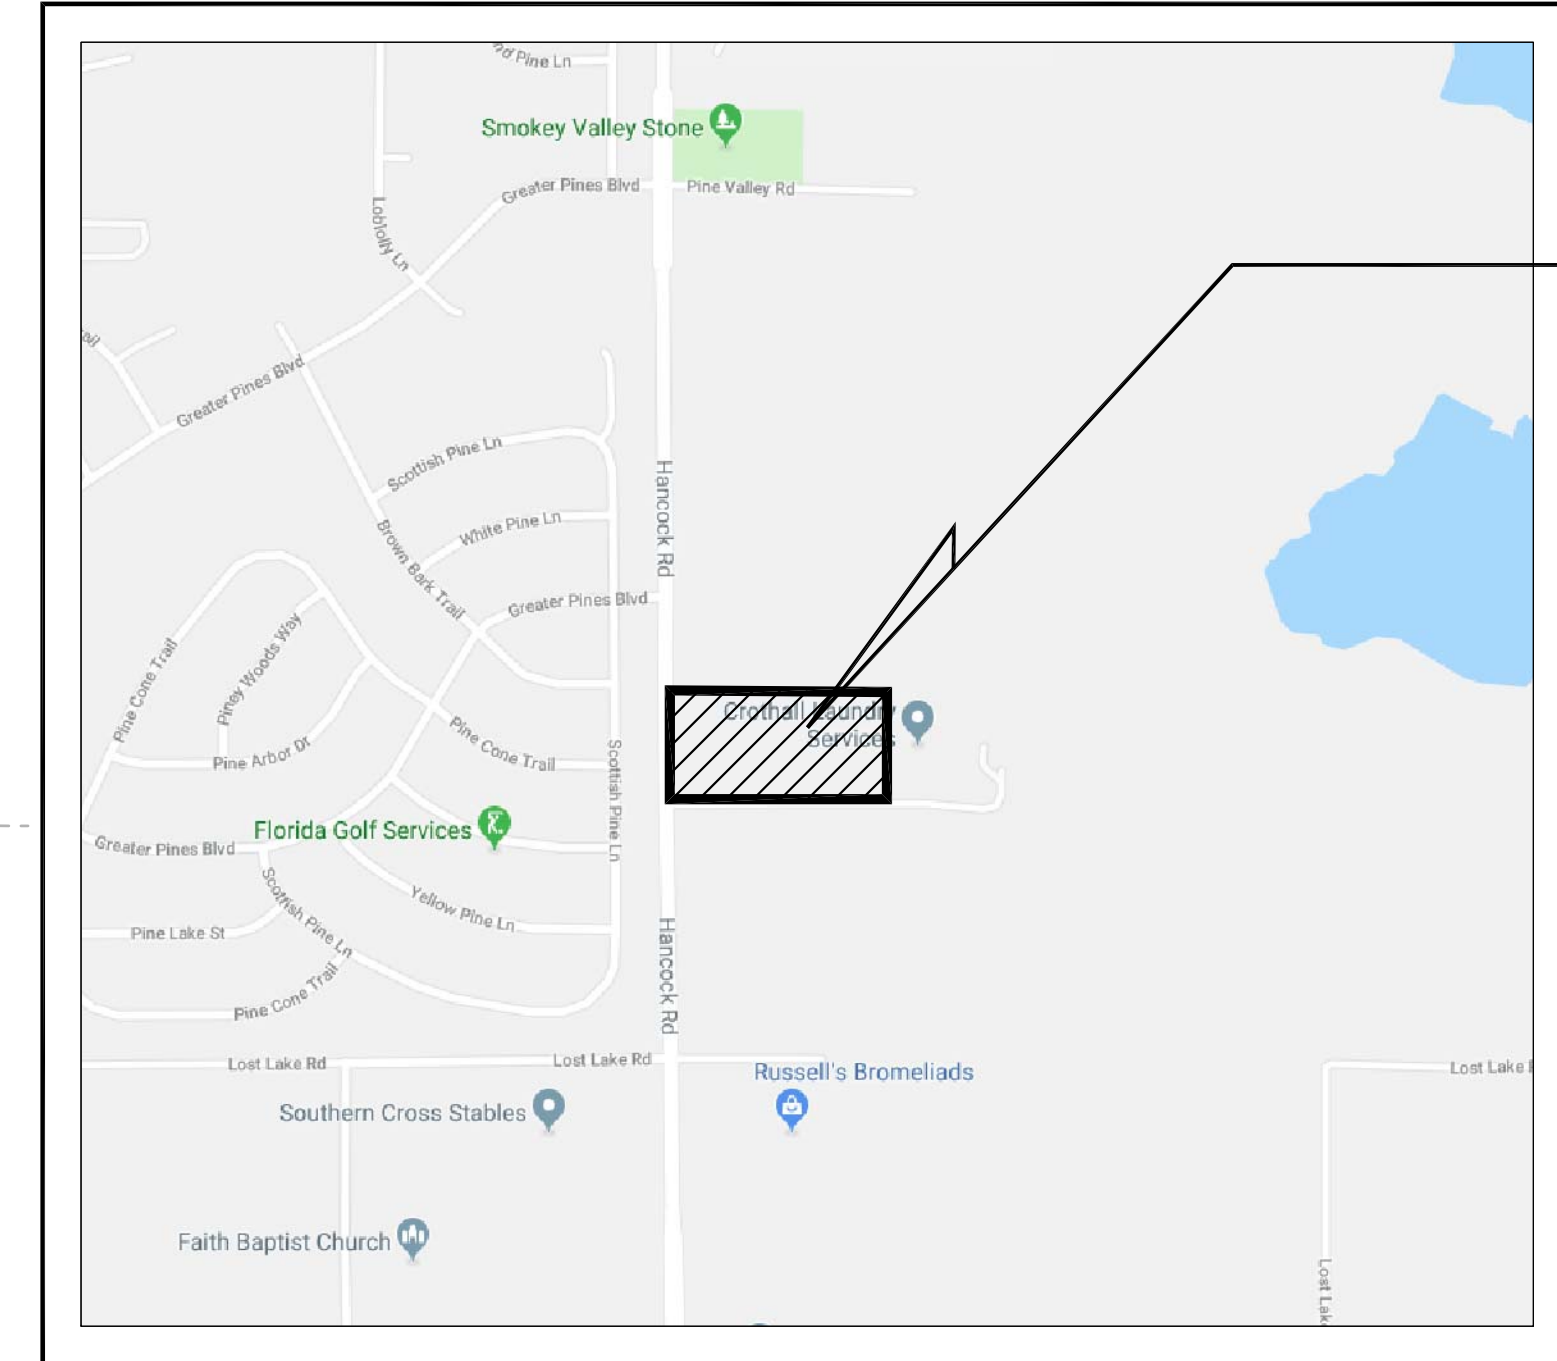 Pine Ln
Smokey Valley Stone
Greater Pines Blvd
Pine Valley Rd
Loblolly Ln
Greater Pines Blvd
Scottish Pine Ln
Hancock Rd
White Pine Ln
Brown Bark Trail
Greater Pines Blvd
Piney Woods Way
Pine Cone Trail
Crothall Laundry
Services
Pine Cone Trail
Pine Arbor Dr
Scottish Pine Ln
Florida Golf Services
Greater Pines Blvd
Scottish Pine Ln
Yellow Pine Ln
Pine Lake St
Hancock Rd
Pine Cone Trail
Lost Lake Rd
Lost Lake Rd
Lost Lake
Russell's Bromeliads
Southern Cross Stables
Faith Baptist Church
Lost Lak